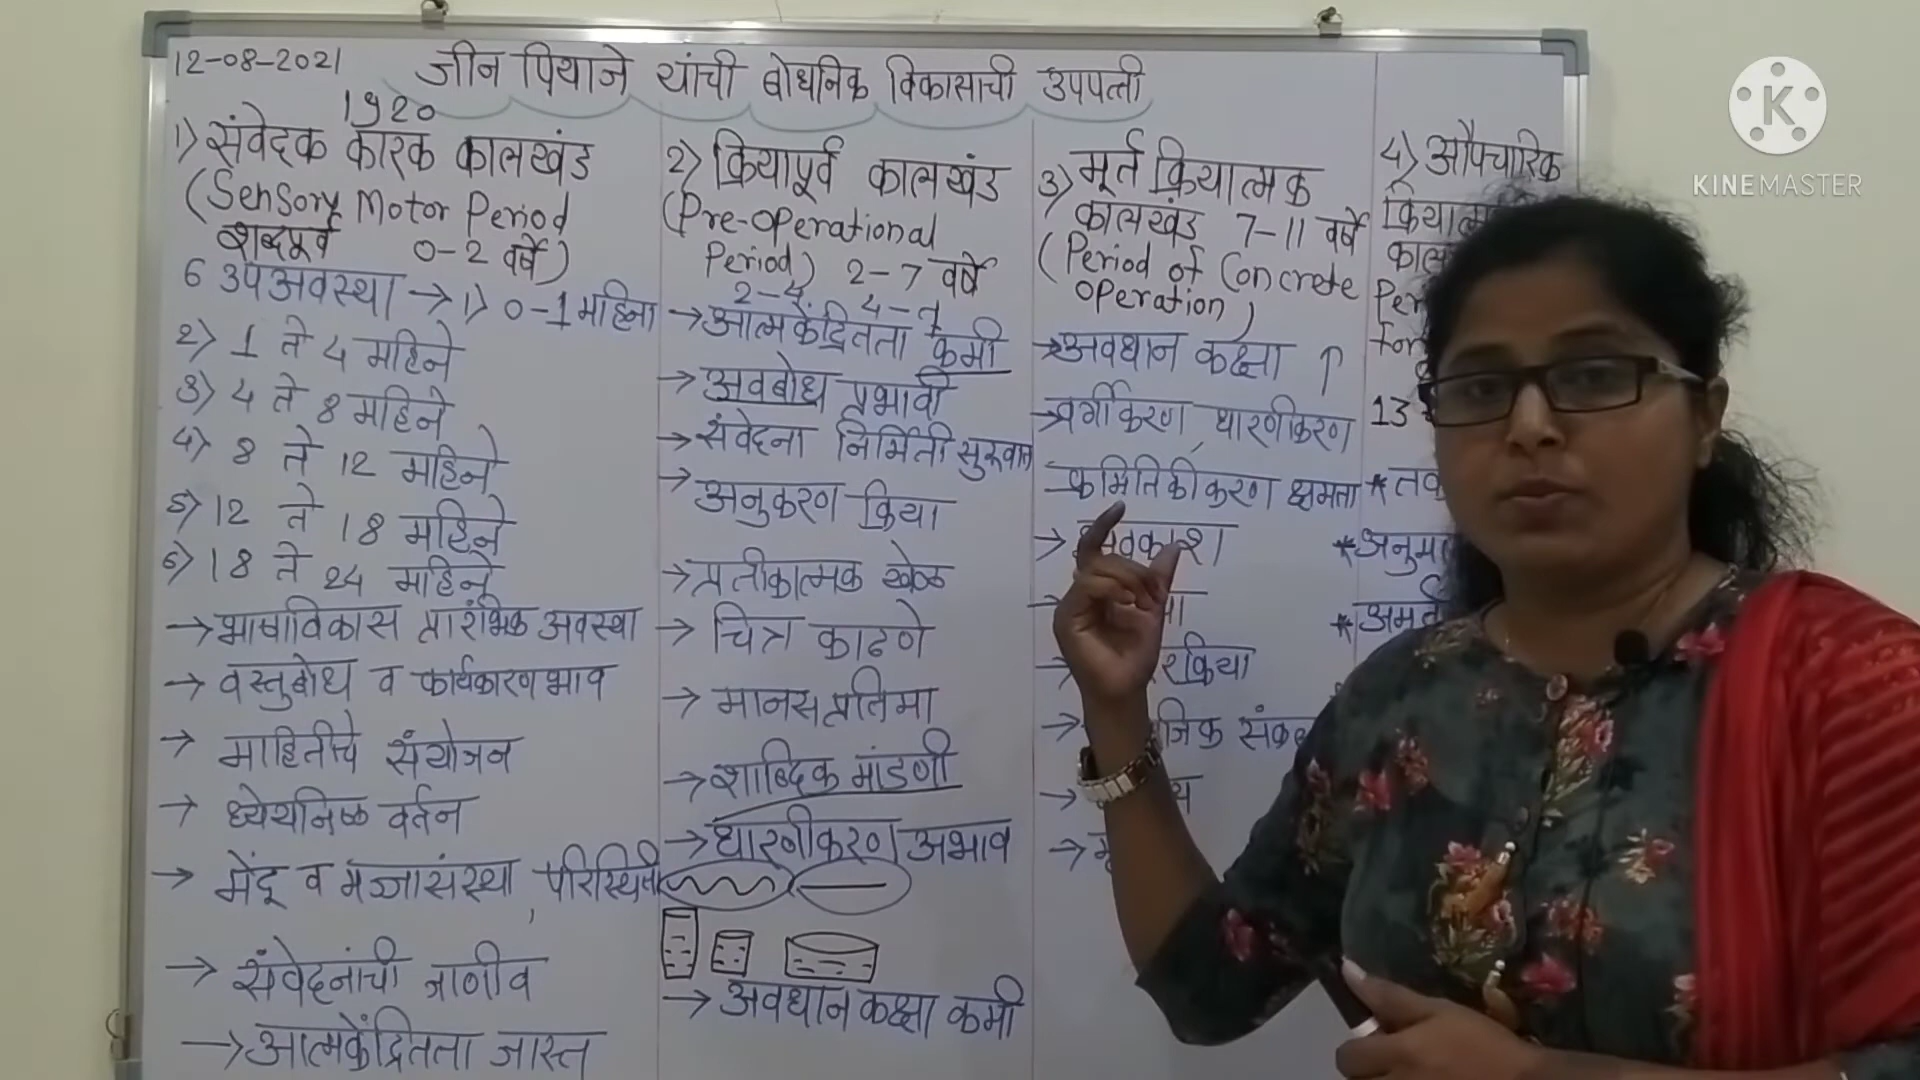 12-08-2021
जीन पियाजे यांची बोधनिक विकासाची उपपत्ती
1920
1) संवेदक कारक कालखंड
(Sensory Motor Period
शब्दपूर्व 0-2 वर्षे)
6 उपअवस्था → 1) 0-1 महिना
2) 1 ते 4 महिने
3) 4 ते 8 महिने
4) 8 ते 12 महिने
5) 12 ते 18 महिने
6) 18 ते 24 महिने
→ भाषाविकास प्रारंभिक अवस्था
→ वस्तुबोध व कार्यकारणभाव
→ माहितीचे संयोजन
→ ध्येयनिष्ठ वर्तन
→ मेंदू व मज्जासंस्था, परिस्थिती
→ संवेदनांची जाणीव
→ आत्मकेंद्रितता जास्त
2) क्रियापूर्व कालखंड
(Pre-operational
Period) 2-7 वर्षे
2-4 4-7
→ आत्मकेंद्रितता कमी
→ अवबोध प्रभावी
→ संवेदना निर्मिती सुरूवात
→ अनुकरण क्रिया
→ प्रतीकात्मक खेळ
→ चित्र काढणे
→ मानसप्रतिमा
→ शाब्दिक मांडणी
→ धारणीकरण अभाव
→ अवधान कक्षा कमी
3) मूर्त क्रियात्मक
कालखंड 7-11 वर्षे
(Period of Concrete
operation)
→ अवधान कक्षा ↑
→ वर्गीकरण, धारणीकरण
क्रमितिकीकरण क्षमता
→
→
→ क्रिया
→
→
→
4) औपचारिक
13
*
*
*
KINEMASTER